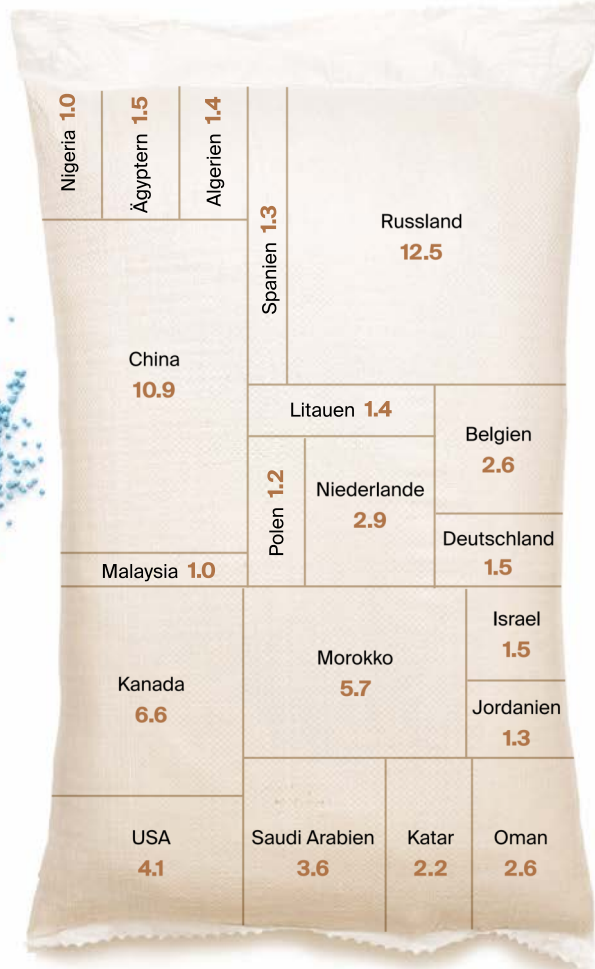 Nigeria 1.0
Ägyptern 1.5
Algerien 1.4
Spanien 1.3
Russland
12.5
China
10.9
Litauen 1.4
Belgien
2.6
Polen 1.2
Niederlande
2.9
Deutschland
1.5
Malaysia 1.0
Kanada
6.6
Morokko
5.7
Israel
1.5
Jordanien
1.3
USA
4.1
Saudi Arabien
3.6
Katar
2.2
Oman
2.6